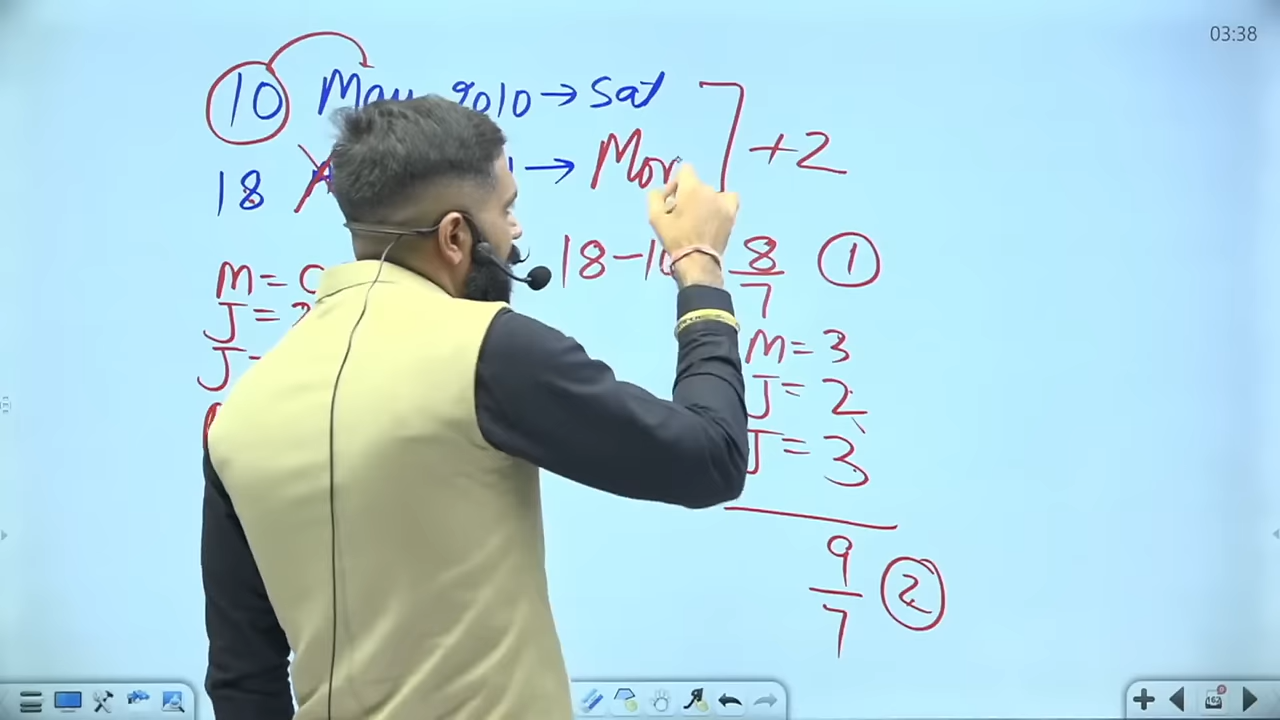 03:38
10 May 2010 → Sat
18 → Mon
+2
18-10 8/7 ①
M=
J=
J=
M=3
J=2
J=3
9/7 ②